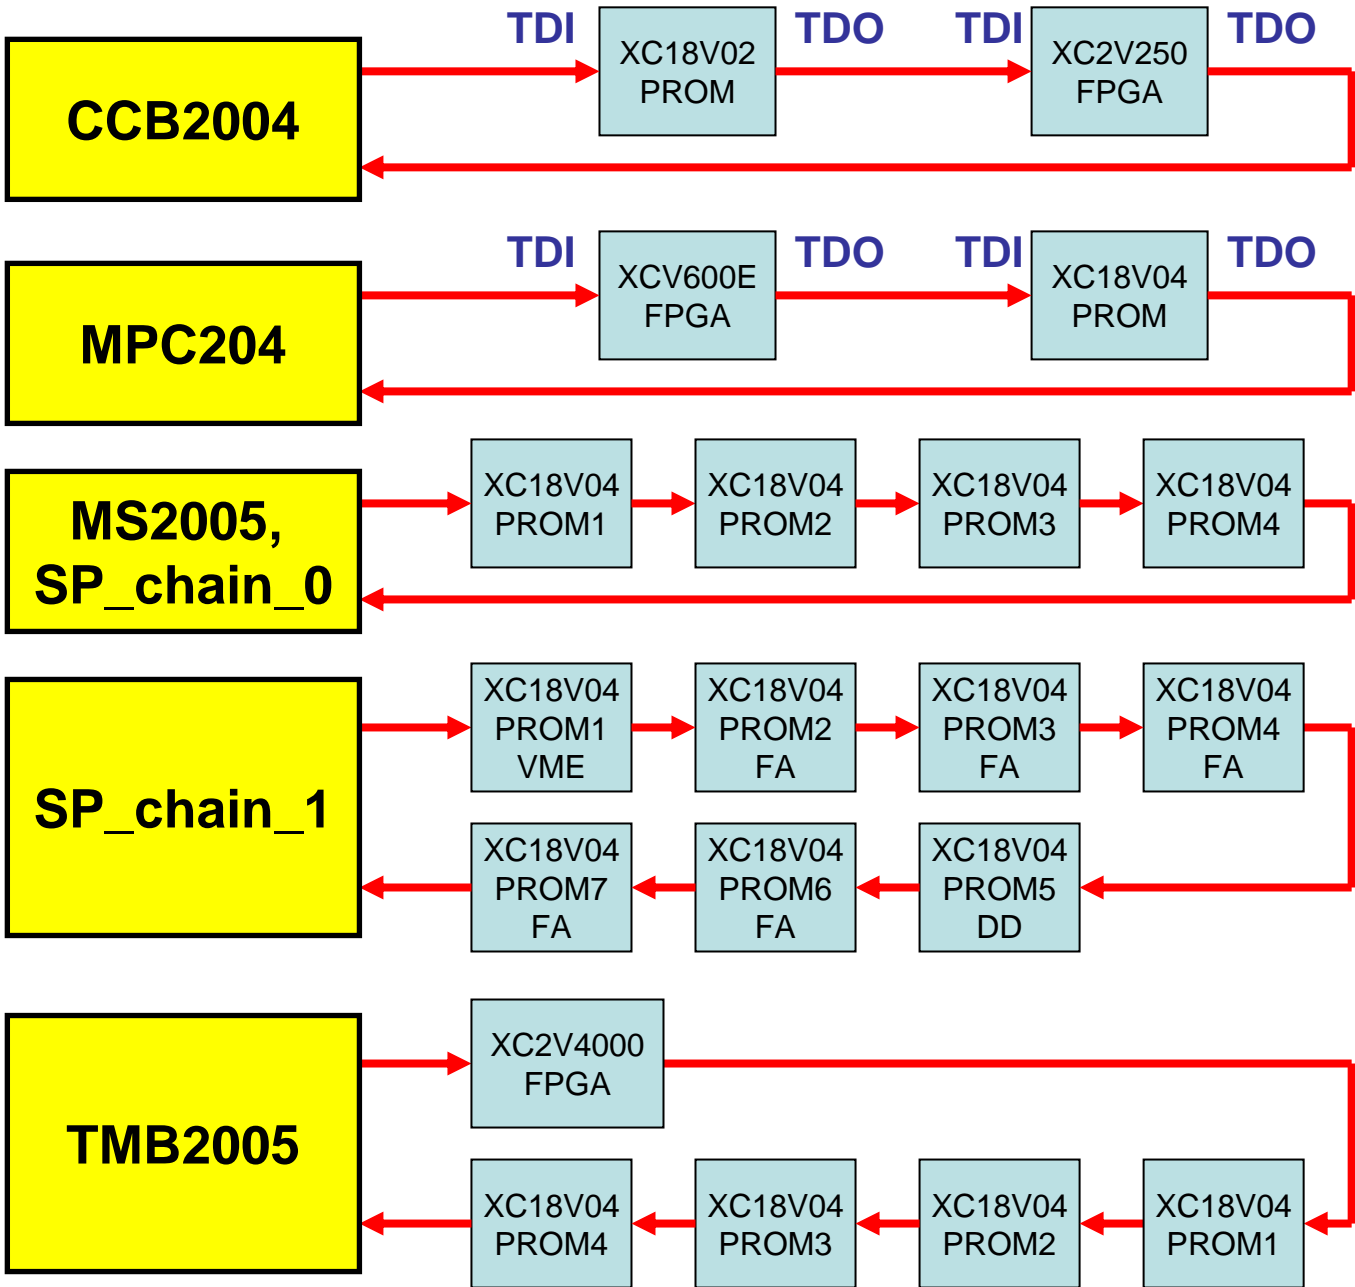 TDI
XC18V02
PROM
TDO
TDI
XC2V250
FPGA
TDO
CCB2004
TDI
XCV600E
FPGA
TDO
TDI
XC18V04
PROM
TDO
MPC204
MS2005,
SP_chain_0
XC18V04
PROM1
XC18V04
PROM2
XC18V04
PROM3
XC18V04
PROM4
SP_chain_1
XC18V04
PROM1
VME
XC18V04
PROM2
FA
XC18V04
PROM3
FA
XC18V04
PROM4
FA
XC18V04
PROM7
FA
XC18V04
PROM6
FA
XC18V04
PROM5
DD
TMB2005
XC2V4000
FPGA
XC18V04
PROM4
XC18V04
PROM3
XC18V04
PROM2
XC18V04
PROM1